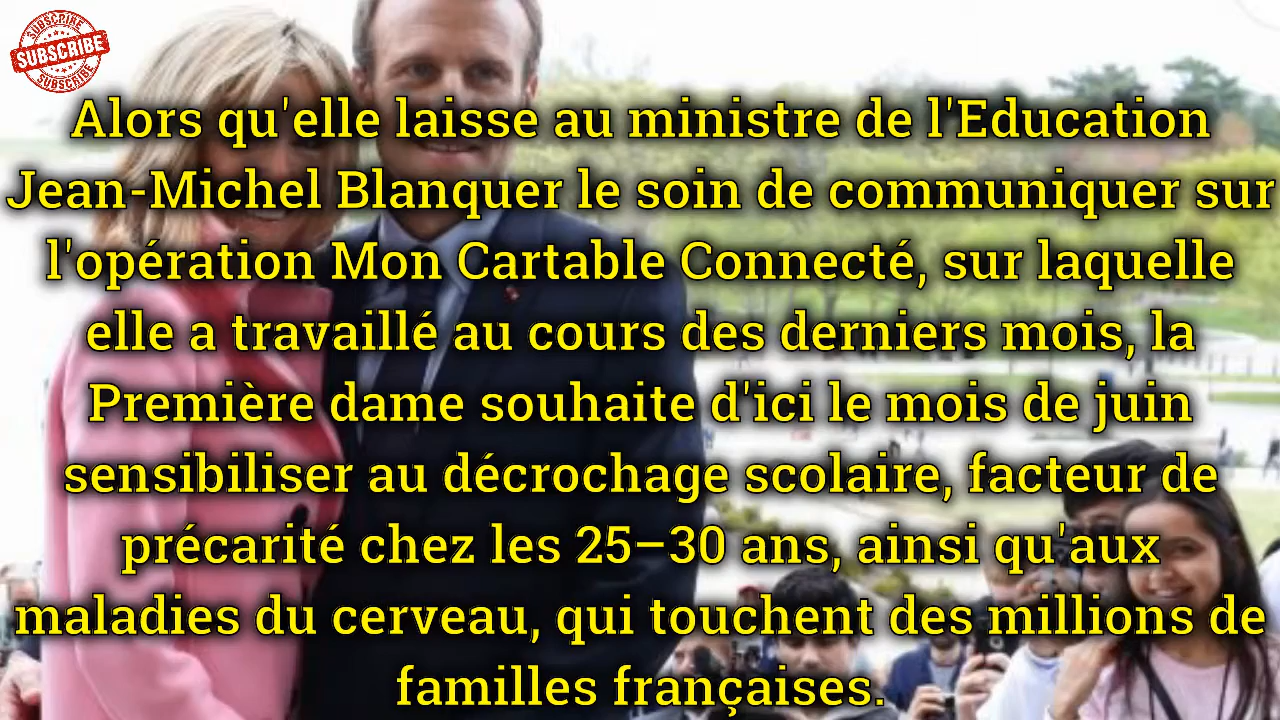 SUBSCRIBE
SUBSCRIBE
SUBSCRIBE
Alors qu'elle laisse au ministre de l'Education
Jean-Michel Blanquer le soin de communiquer sur
l'opération Mon Cartable Connecté, sur laquelle
elle a travaillé au cours des derniers mois, la
Première dame souhaite d'ici le mois de juin
sensibiliser au décrochage scolaire, facteur de
précarité chez les 25–30 ans, ainsi qu'aux
maladies du cerveau, qui touchent des millions de
familles françaises.